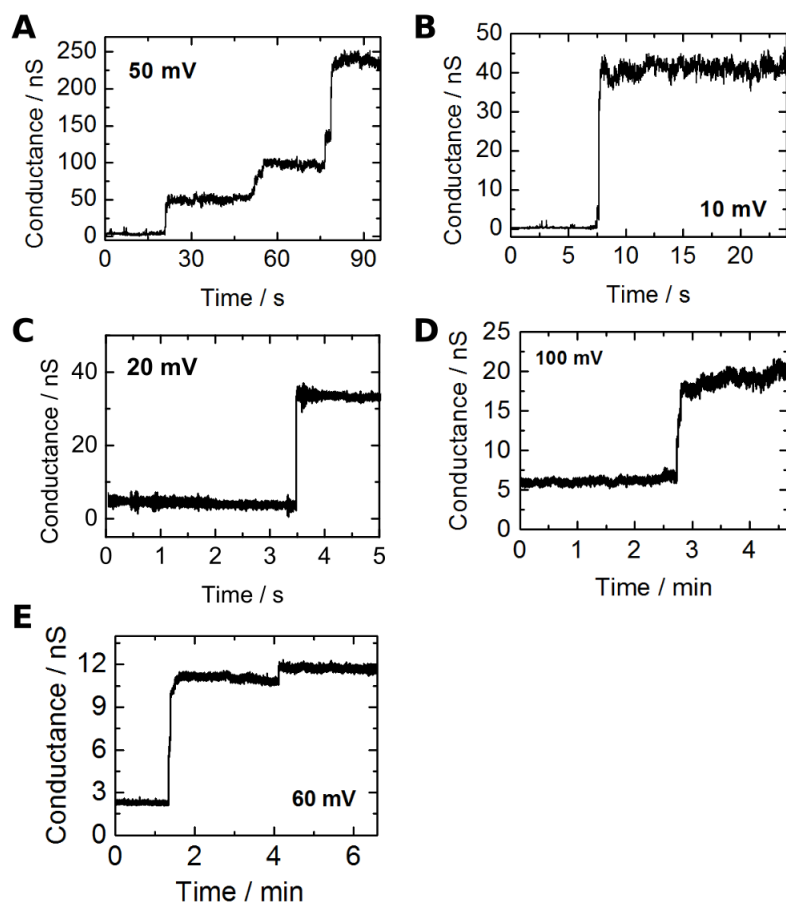 A
Conductance / nS
250
200
150
100
50
0
50 mV
0 30 60 90
Time / s
B
Conductance / nS
50
40
30
20
10
0
10 mV
0 5 10 15 20
Time / s
C
Conductance / nS
40
20
0
20 mV
0 1 2 3 4 5
Time / s
D
Conductance / nS
25
20
15
10
5
0
100 mV
0 1 2 3 4
Time / min
E
Conductance / nS
12
9
6
3
0
60 mV
0 2 4 6
Time / min